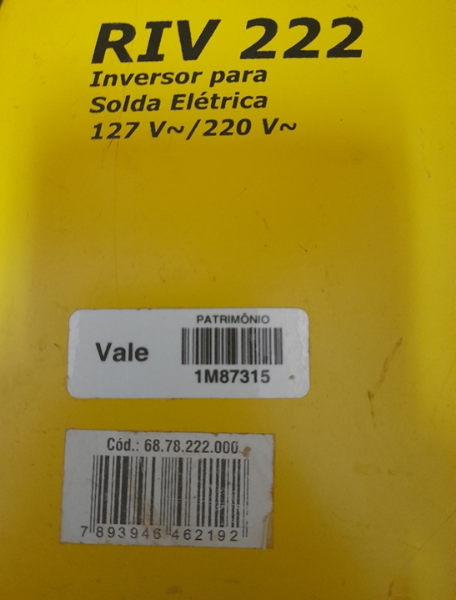 RIV 222
Inversor para
Solda Elétrica
127 V~/220 V~
PATRIMÔNIO
Vale
1M87315
Cód.: 68.78.222.000
7 893946 462192